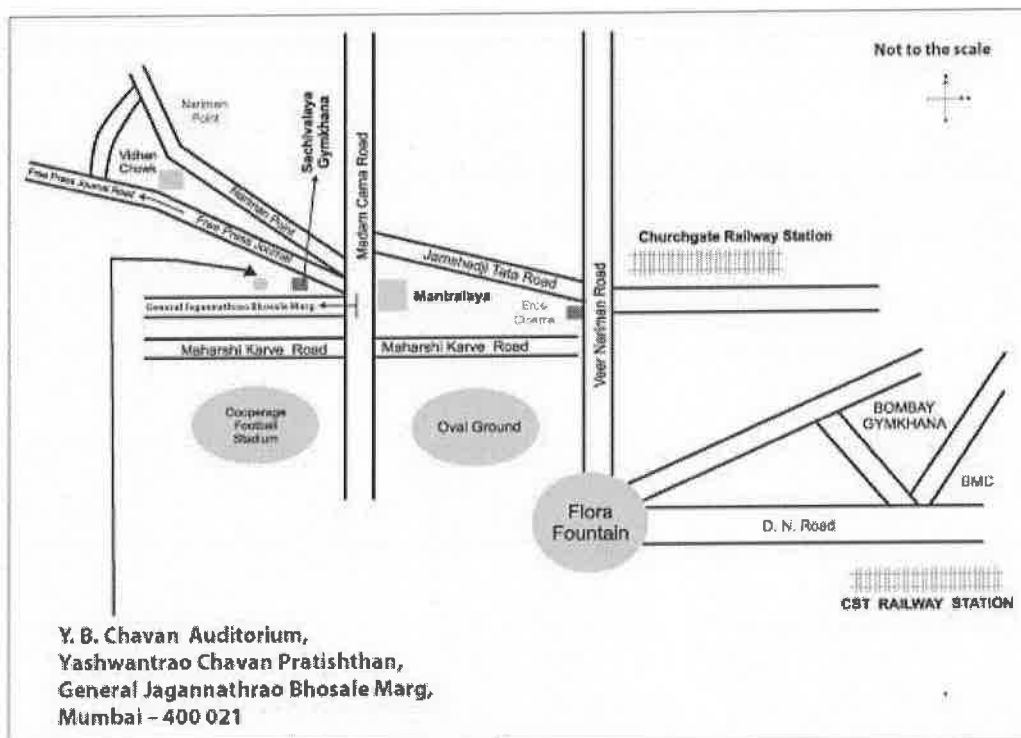 Not to the scale
Nariman
Point
Sachivalaya
Gymkhana
Madam Cama Road
Vidhan
Chowk
Free Press Journal Road
Nariman Point
Free Press Journal
Jamshedji Tata Road
Churchgate Railway Station
General Jagannathrao Bhosale Marg
Mantralaya
Cinema
Veer Nariman Road
Maharshi Karve Road
Maharshi Karve Road
Cooperage
Football
Stadium
Oval Ground
BOMBAY
GYMKHANA
BMC
Flora
Fountain
D. N. Road
CST RAILWAY STATION
Y. B. Chavan Auditorium,
Yashwantrao Chavan Pratishthan,
General Jagannathrao Bhosale Marg,
Mumbai – 400 021